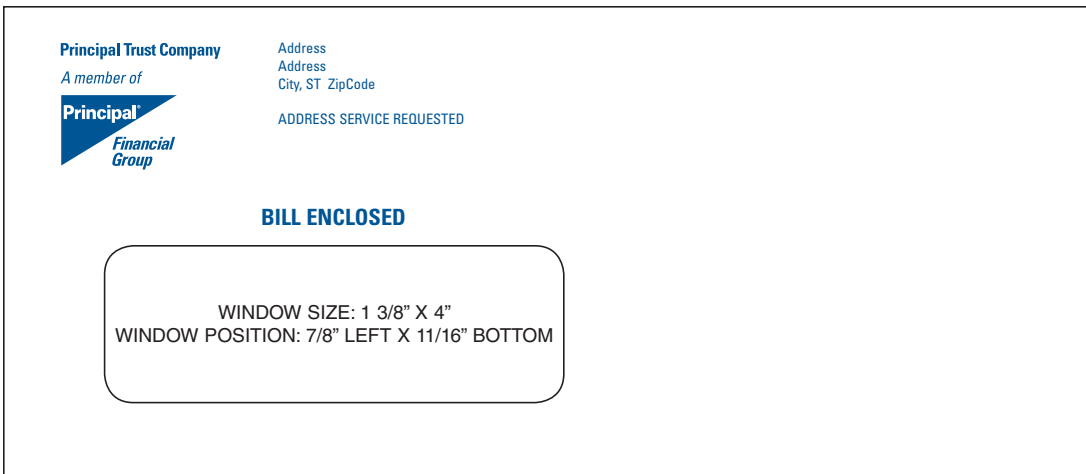 Principal Trust Company
A member of
Principal®
Financial
Group
Address
Address
City, ST ZipCode
ADDRESS SERVICE REQUESTED
BILL ENCLOSED
WINDOW SIZE: 1 3/8” X 4”
WINDOW POSITION: 7/8” LEFT X 11/16” BOTTOM